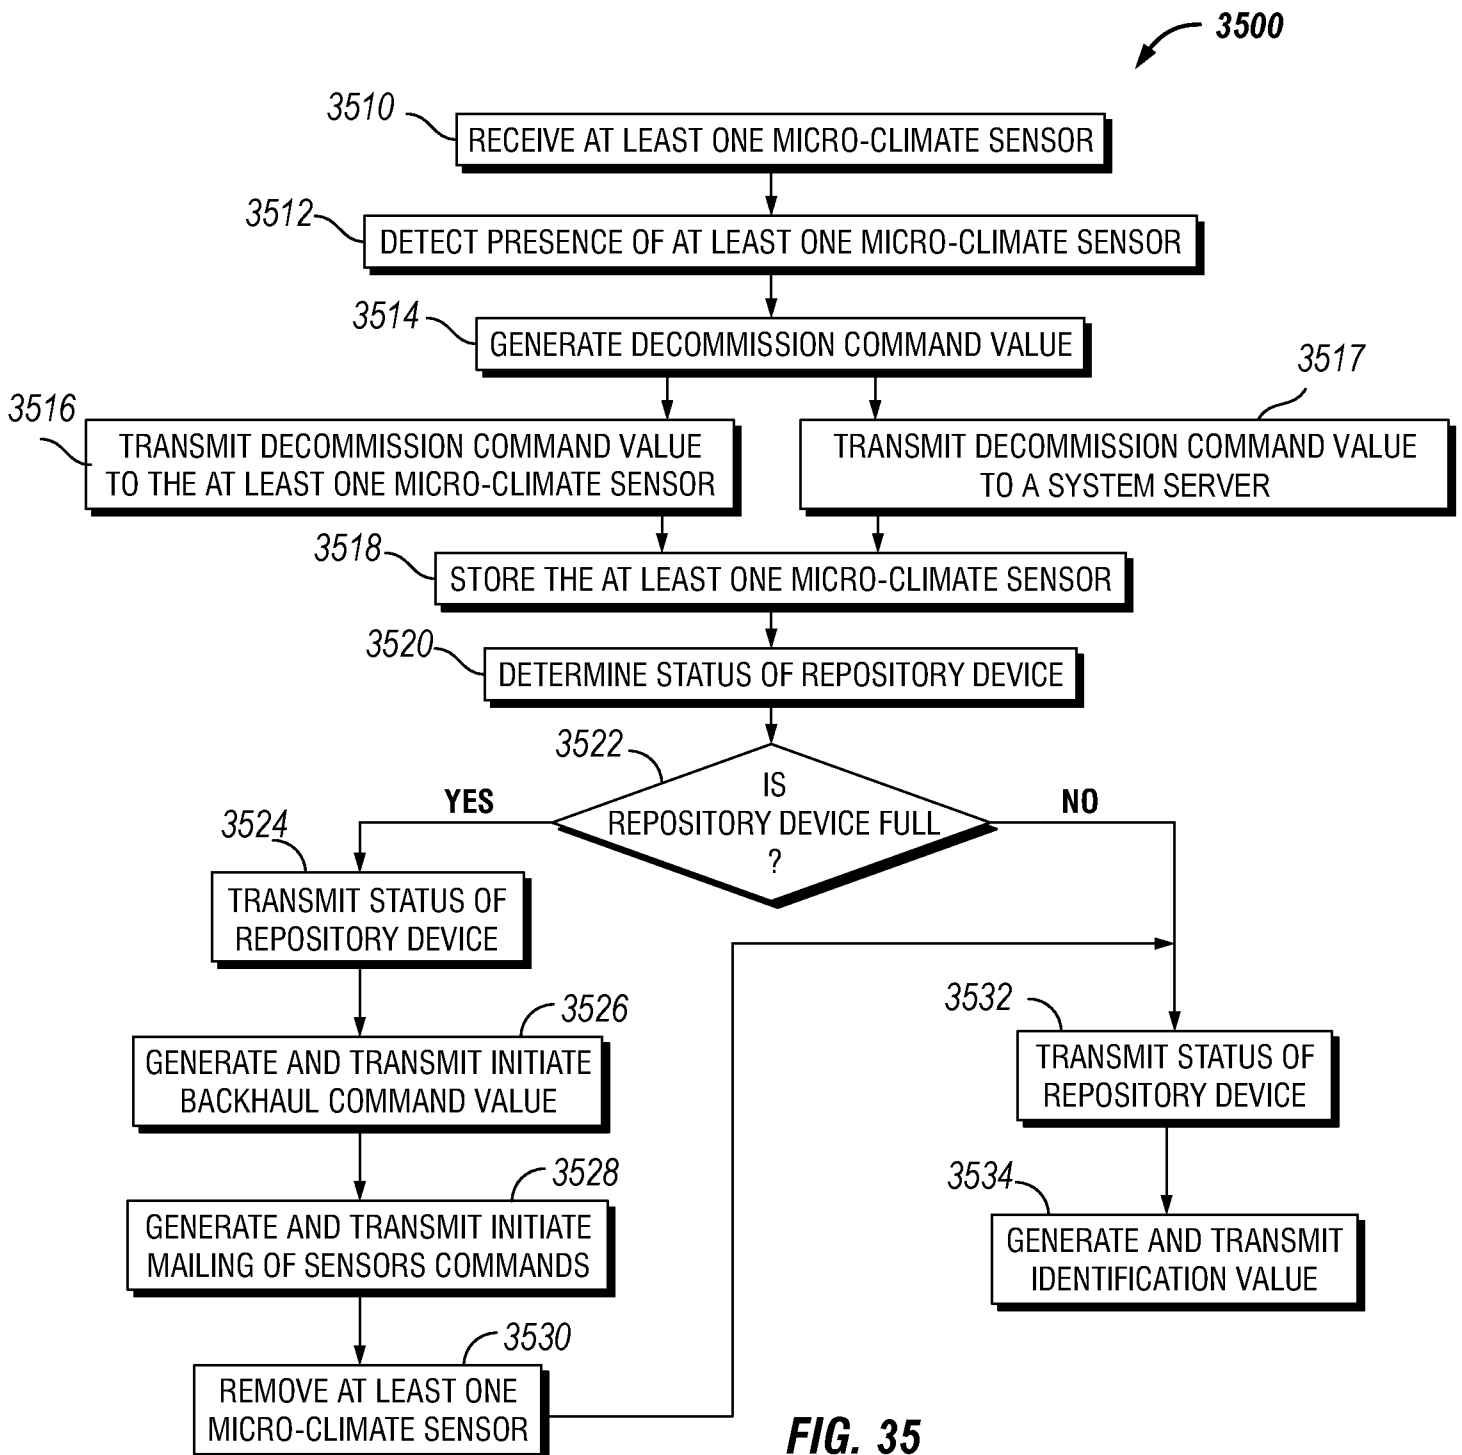 3500
3510
RECEIVE AT LEAST ONE MICRO-CLIMATE SENSOR
3512
DETECT PRESENCE OF AT LEAST ONE MICRO-CLIMATE SENSOR
3514
GENERATE DECOMMISSION COMMAND VALUE
3516
TRANSMIT DECOMMISSION COMMAND VALUE
TO THE AT LEAST ONE MICRO-CLIMATE SENSOR
3517
TRANSMIT DECOMMISSION COMMAND VALUE
TO A SYSTEM SERVER
3518
STORE THE AT LEAST ONE MICRO-CLIMATE SENSOR
3520
DETERMINE STATUS OF REPOSITORY DEVICE
3522
IS
REPOSITORY DEVICE FULL
?
YES
NO
3524
TRANSMIT STATUS OF
REPOSITORY DEVICE
3526
GENERATE AND TRANSMIT INITIATE
BACKHAUL COMMAND VALUE
3528
GENERATE AND TRANSMIT INITIATE
MAILING OF SENSORS COMMANDS
3530
REMOVE AT LEAST ONE
MICRO-CLIMATE SENSOR
3532
TRANSMIT STATUS OF
REPOSITORY DEVICE
3534
GENERATE AND TRANSMIT
IDENTIFICATION VALUE
FIG. 35